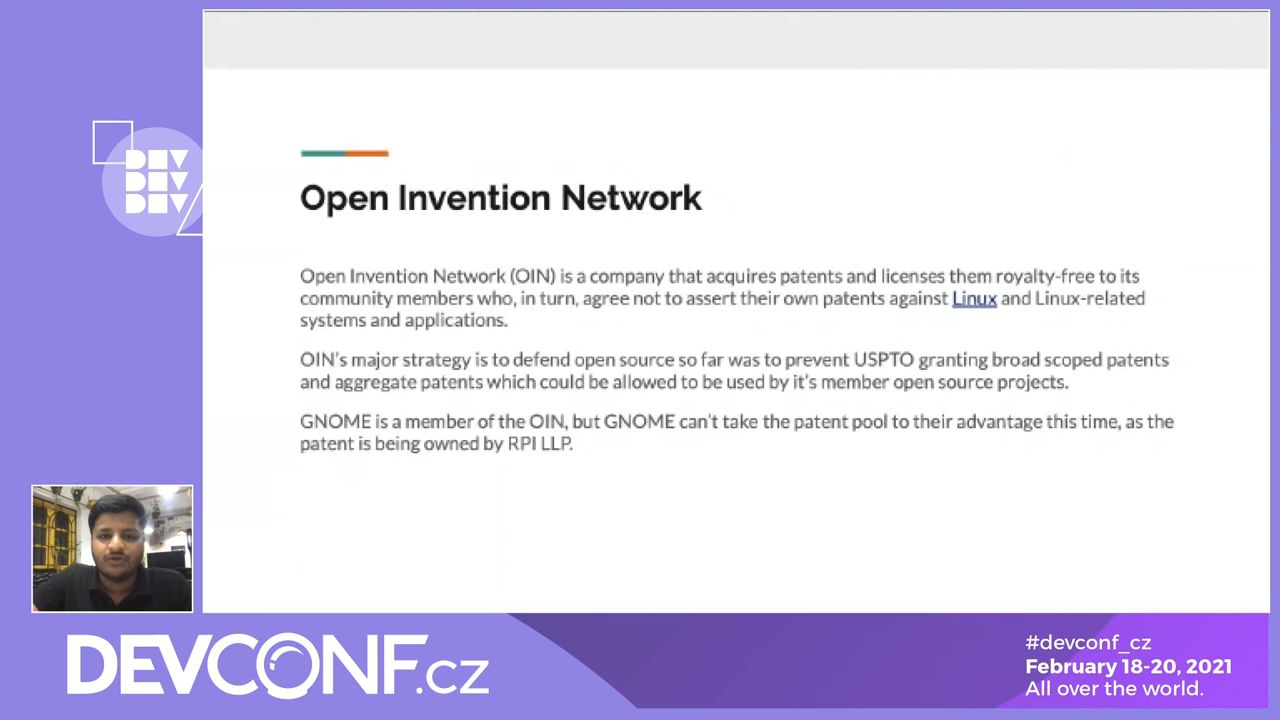 DEV
DEV
DEV
Open Invention Network
Open Invention Network (OIN) is a company that acquires patents and licenses them royalty-free to its
community members who, in turn, agree not to assert their own patents against Linux and Linux-related
systems and applications.
OIN's major strategy is to defend open source so far was to prevent USPTO granting broad scoped patents
and aggregate patents which could be allowed to be used by it's member open source projects.
GNOME is a member of the OIN, but GNOME can't take the patent pool to their advantage this time, as the
patent is being owned by RPI LLP.
DEVCONF.cz
#devconf_cz
February 18-20, 2021
All over the world.